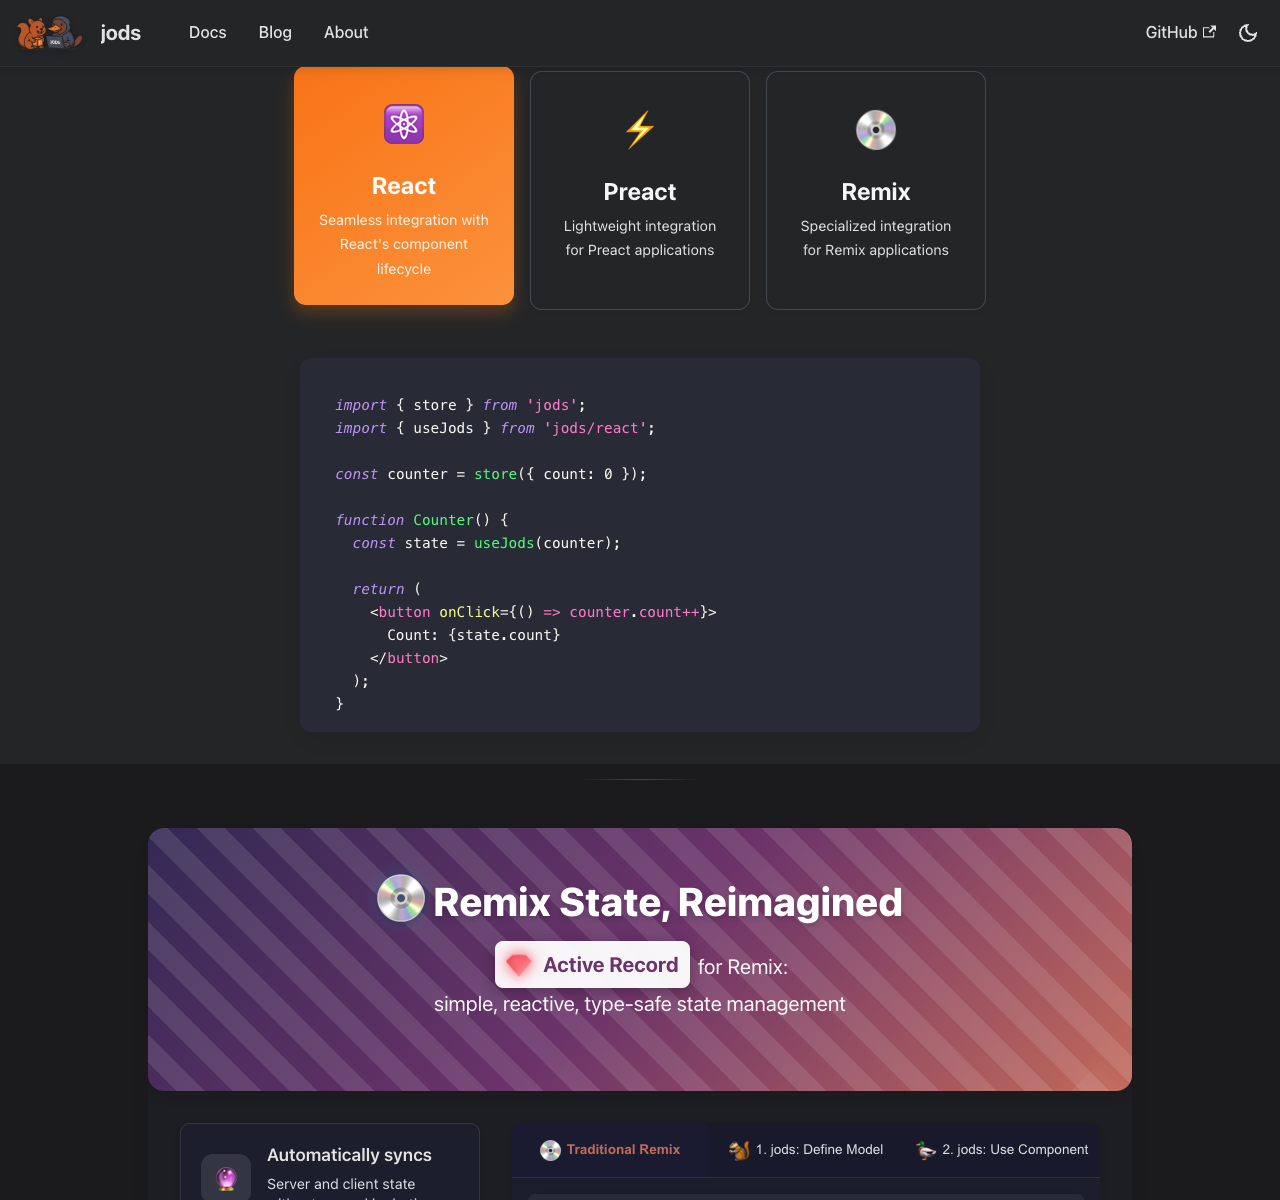 jods
Docs
Blog
About
GitHub
React
Seamless integration with
React's component
lifecycle
Preact
Lightweight integration
for Preact applications
Remix
Specialized integration
for Remix applications
import { store } from 'jods';
import { useJods } from 'jods/react';
const counter = store({ count: 0 });
function Counter() {
const state = useJods(counter);
return (
<button onClick={() => counter.count++}>
Count: {state.count}
</button>
);
}
Remix State, Reimagined
Active Record for Remix:
simple, reactive, type-safe state management
Automatically syncs
Server and client state
Traditional Remix
1. jods: Define Model
2. jods: Use Component